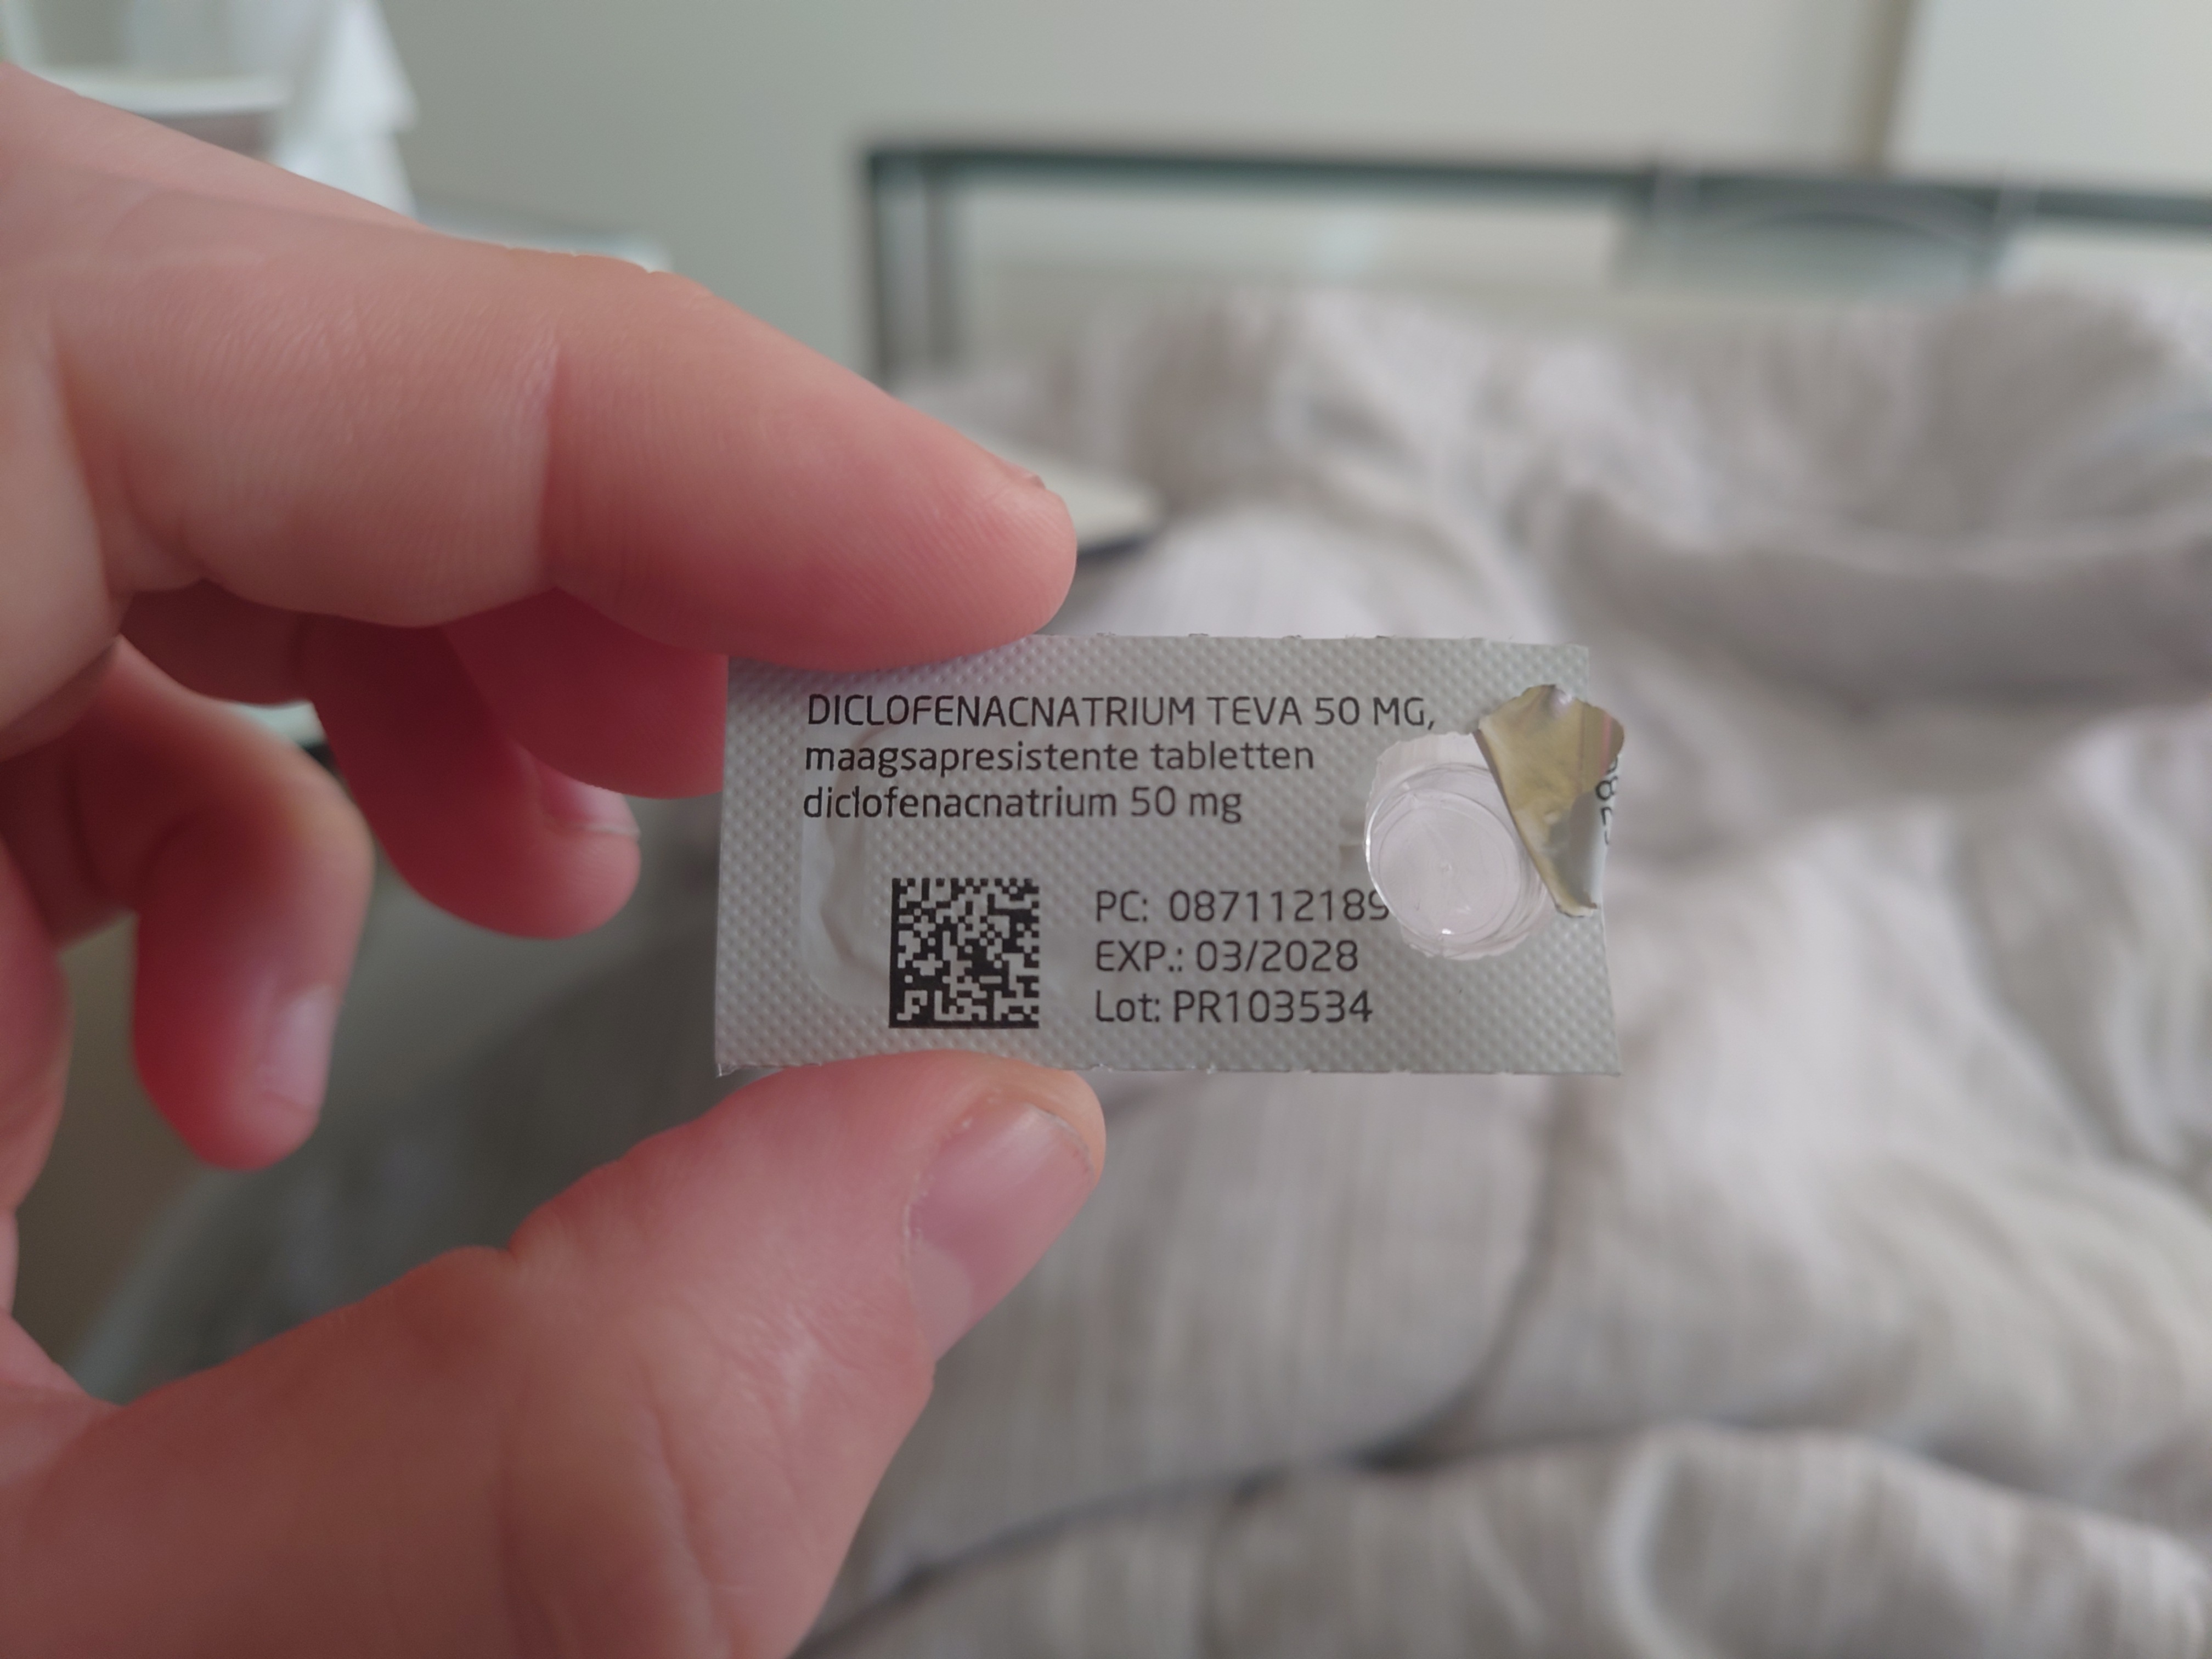 DICLOFENACNATRIUM TEVA 50 MG,
maagsapresistente tabletten
diclofenacnatrium 50 mg
PC: 087112189
EXP.: 03/2028
Lot: PR103534